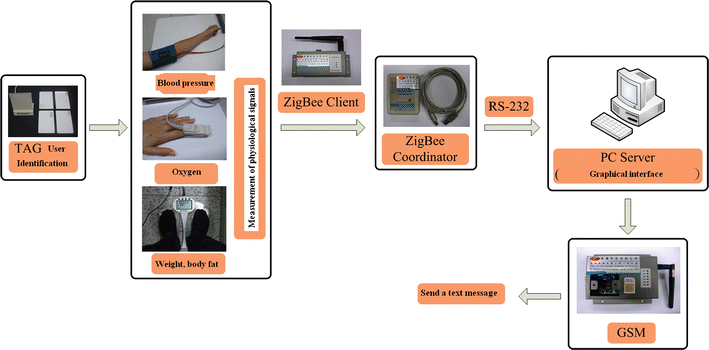 TAG User
Identification
Blood pressure
Oxygen
Weight, body fat
Measurement of physiological signals
ZigBee Client
ZigBee
Coordinator
RS-232
PC Server
( Graphical interface )
GSM
Send a text message